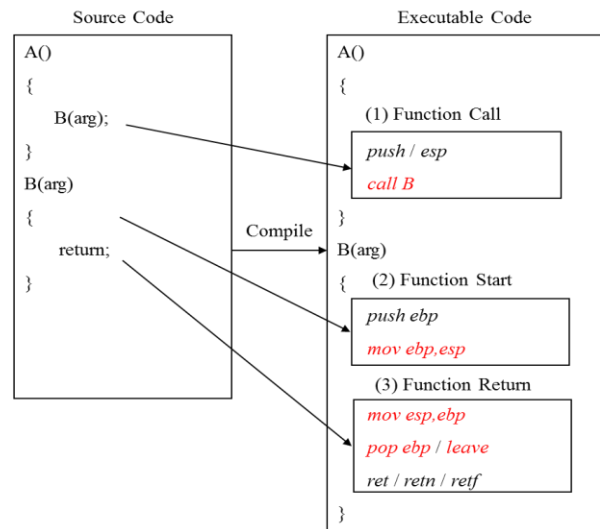 Source Code
A()
{
B(arg);
}
B(arg)
{
return;
}
Compile
Executable Code
A()
{
(1) Function Call
push / esp
call B
}
B(arg)
{ (2) Function Start
push ebp
mov ebp,esp
(3) Function Return
mov esp,ebp
pop ebp / leave
ret / retn / retf
}